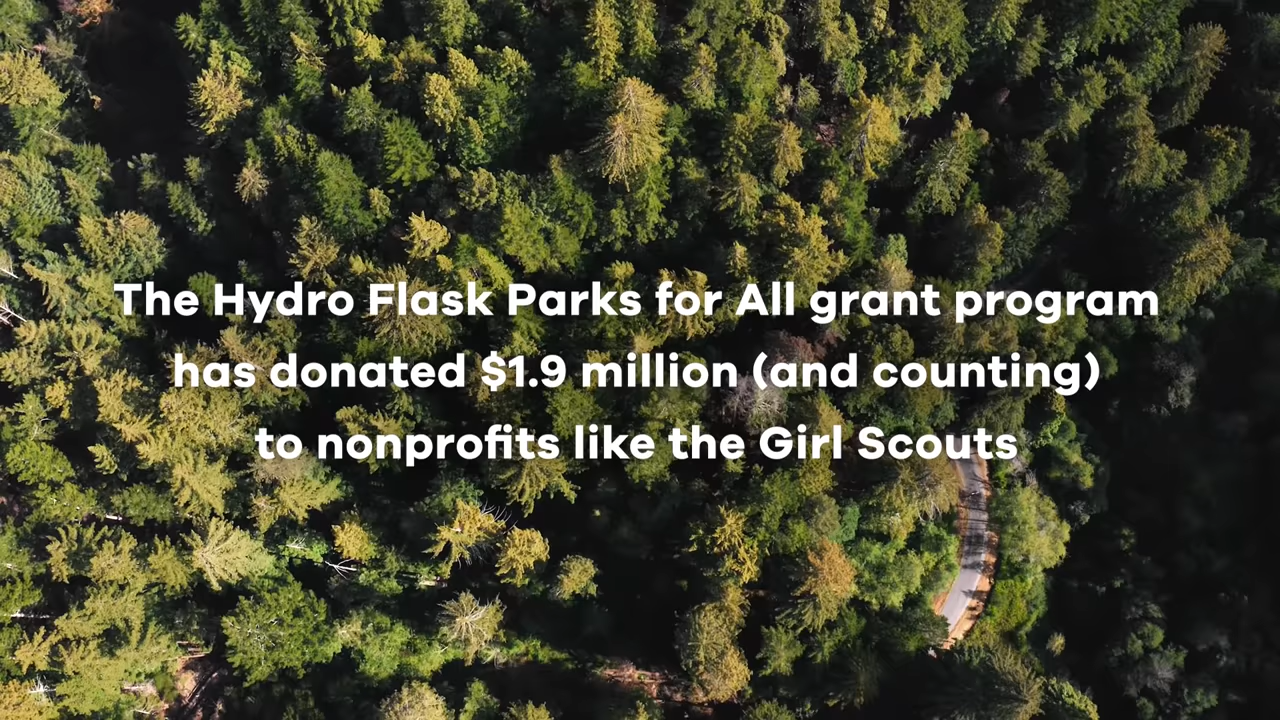 The Hydro Flask Parks for All grant program
has donated $1.9 million (and counting)
to nonprofits like the Girl Scouts